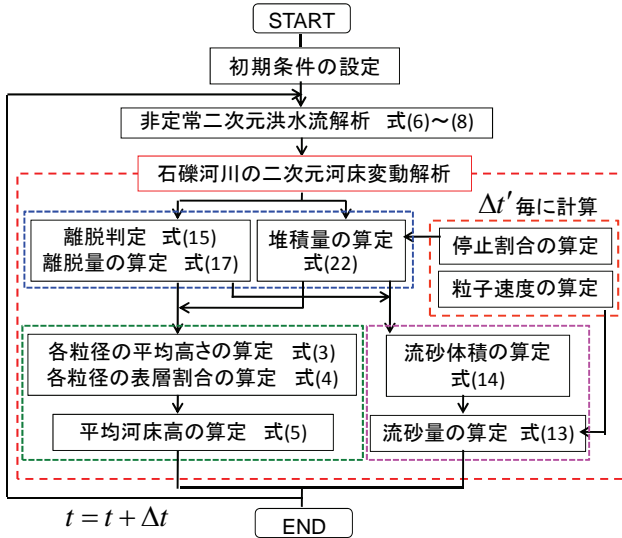 START
初期条件の設定
非定常二次元洪水流解析 式(6)～(8)
石礫河川の二次元河床変動解析
Δt′ 毎に計算
離脱判定 式(15)
離脱量の算定 式(17)
堆積量の算定
式(22)
停止割合の算定
粒子速度の算定
各粒径の平均高さの算定 式(3)
各粒径の表層割合の算定 式(4)
流砂体積の算定
式(14)
平均河床高の算定 式(5)
流砂量の算定 式(13)
t = t + Δt
END